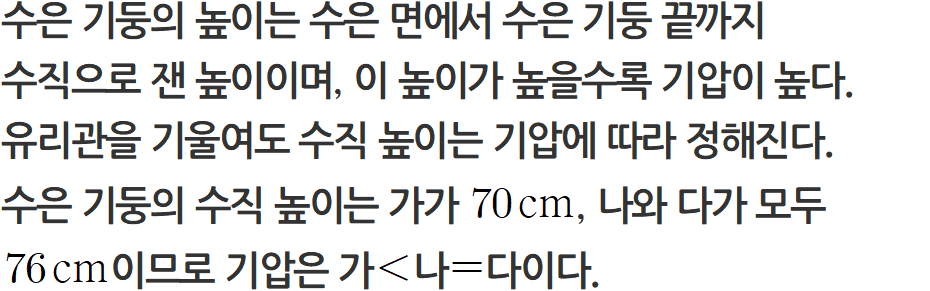 수은 기둥의 높이는 수은 면에서 수은 기둥 끝까지
수직으로 잰 높이이며, 이 높이가 높을수록 기압이 높다.
유리관을 기울여도 수직 높이는 기압에 따라 정해진다.
수은 기둥의 수직 높이는 가가 70 cm, 나와 다가 모두
76 cm이므로 기압은 가<나=다이다.